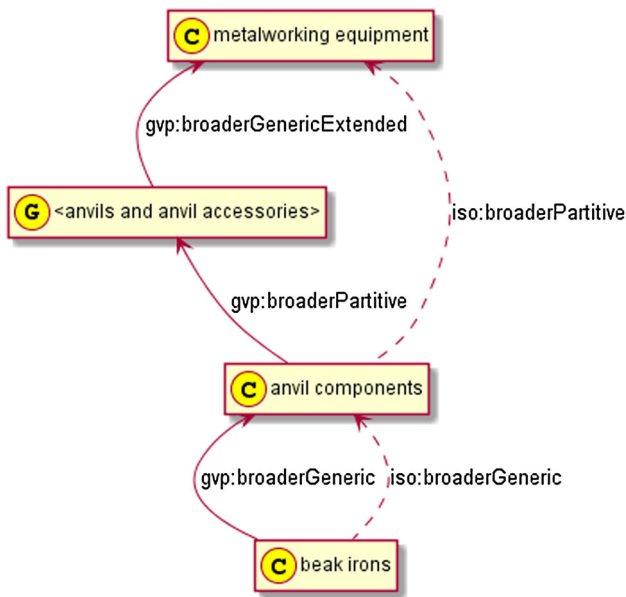 C metalworking equipment
gvp:broaderGenericExtended
G <anvils and anvil accessories>
iso:broaderPartitive
gvp:broaderPartitive
C anvil components
gvp:broaderGeneric iso:broaderGeneric
C beak irons